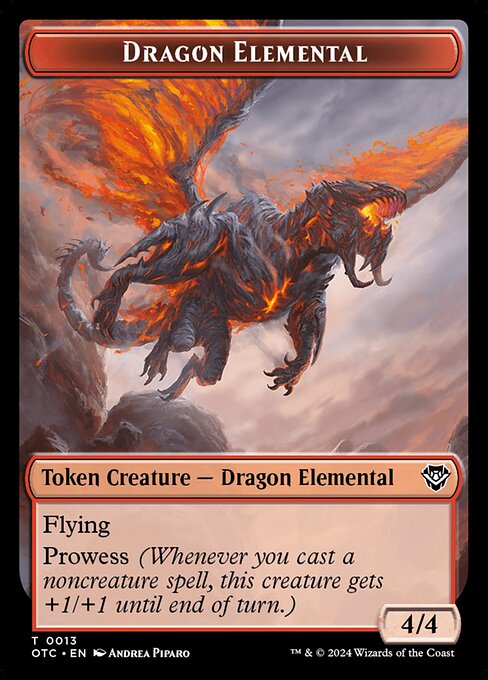 Dragon Elemental
Token Creature — Dragon Elemental
Flying
Prowess (Whenever you cast a
noncreature spell, this creature gets
+1/+1 until end of turn.)
4/4
T 0013
OTC • EN Andrea Piparo
™ & © 2024 Wizards of the Coast